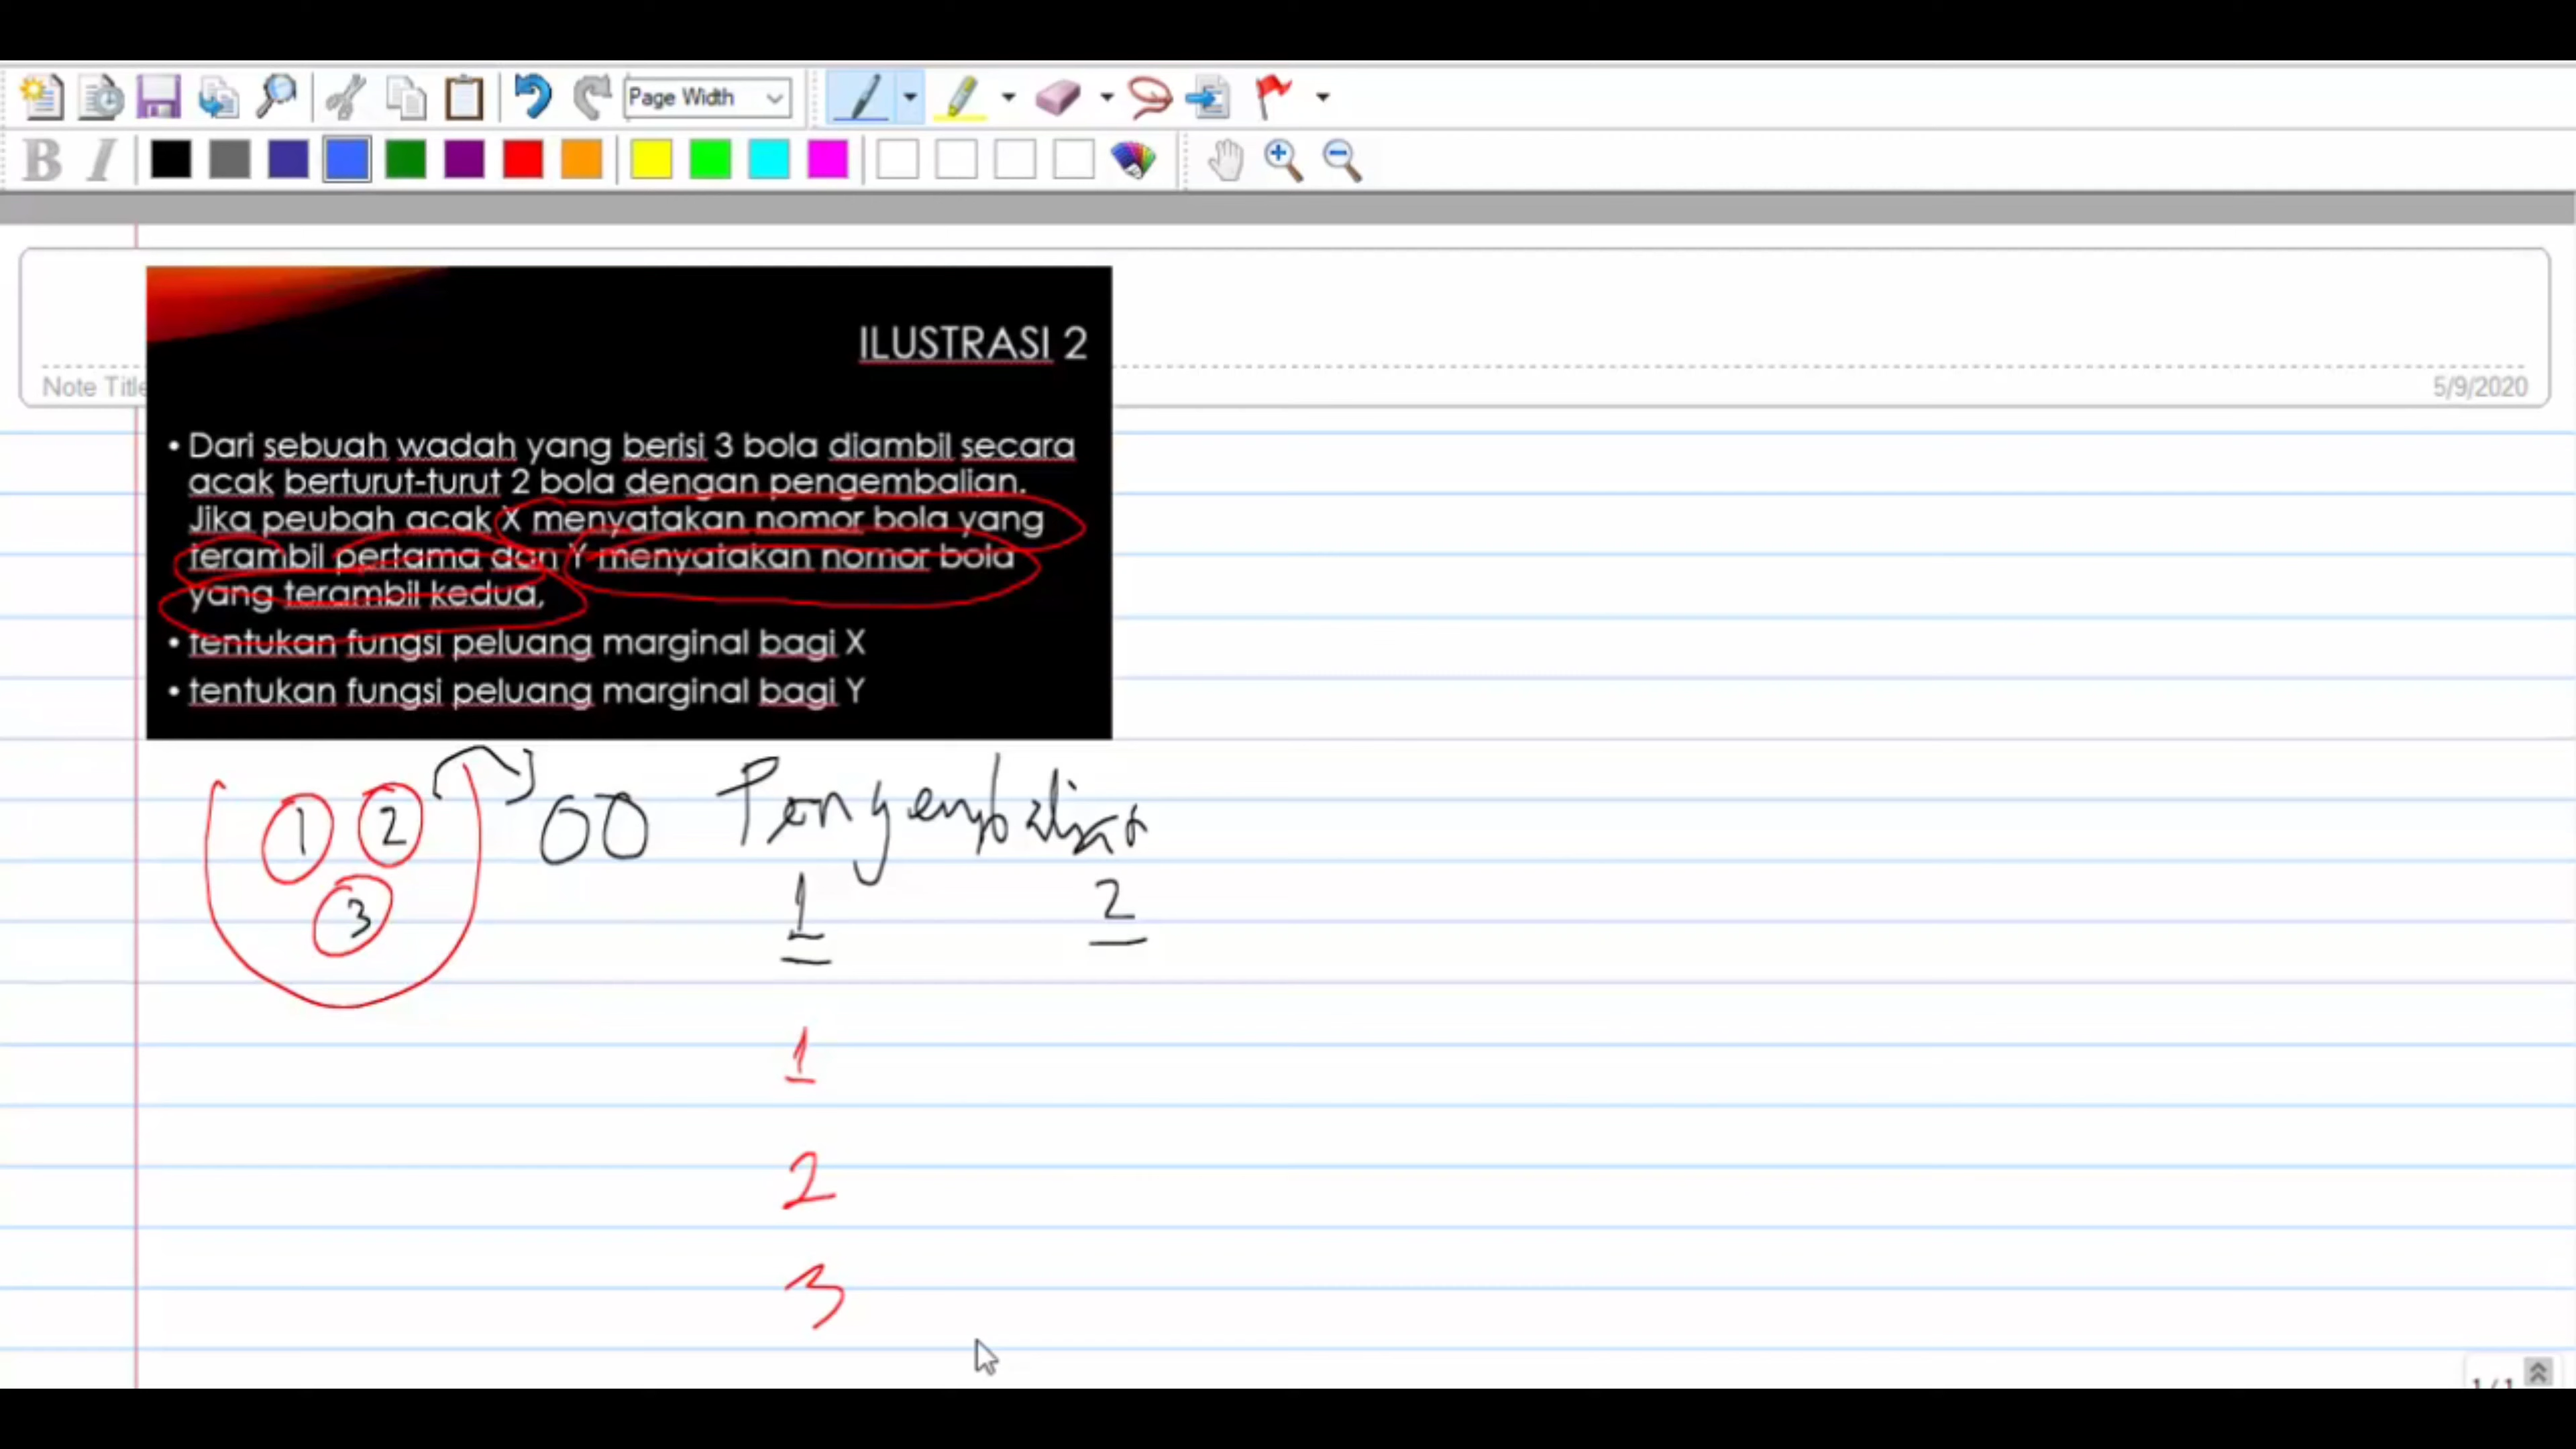 Page Width
B I
Note Title
5/9/2020
ILUSTRASI 2
• Dari sebuah wadah yang berisi 3 bola diambil secara
acak berturut-turut 2 bola dengan pengembalian.
Jika peubah acak X menyatakan nomor bola yang
terambil pertama dan Y menyatakan nomor bola
yang terambil kedua,
• tentukan fungsi peluang marginal bagi X
• tentukan fungsi peluang marginal bagi Y
1 2
3
Pengambilan
1 2
1
2
3